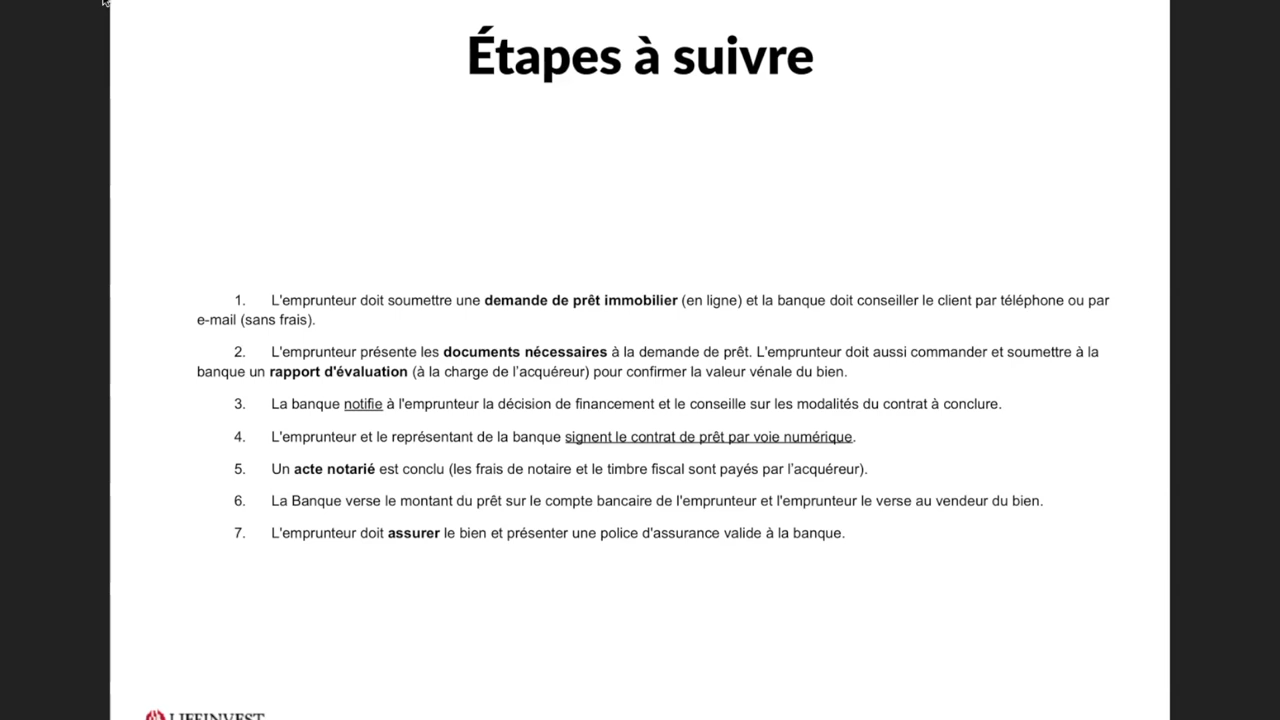 Étapes à suivre
1. L'emprunteur doit soumettre une demande de prêt immobilier (en ligne) et la banque doit conseiller le client par téléphone ou par
e-mail (sans frais).
2. L'emprunteur présente les documents nécessaires à la demande de prêt. L'emprunteur doit aussi commander et soumettre à la
banque un rapport d'évaluation (à la charge de l’acquéreur) pour confirmer la valeur vénale du bien.
3. La banque notifie à l'emprunteur la décision de financement et le conseille sur les modalités du contrat à conclure.
4. L'emprunteur et le représentant de la banque signent le contrat de prêt par voie numérique.
5. Un acte notarié est conclu (les frais de notaire et le timbre fiscal sont payés par l’acquéreur).
6. La Banque verse le montant du prêt sur le compte bancaire de l'emprunteur et l'emprunteur le verse au vendeur du bien.
7. L'emprunteur doit assurer le bien et présenter une police d'assurance valide à la banque.
LIFEINVEST